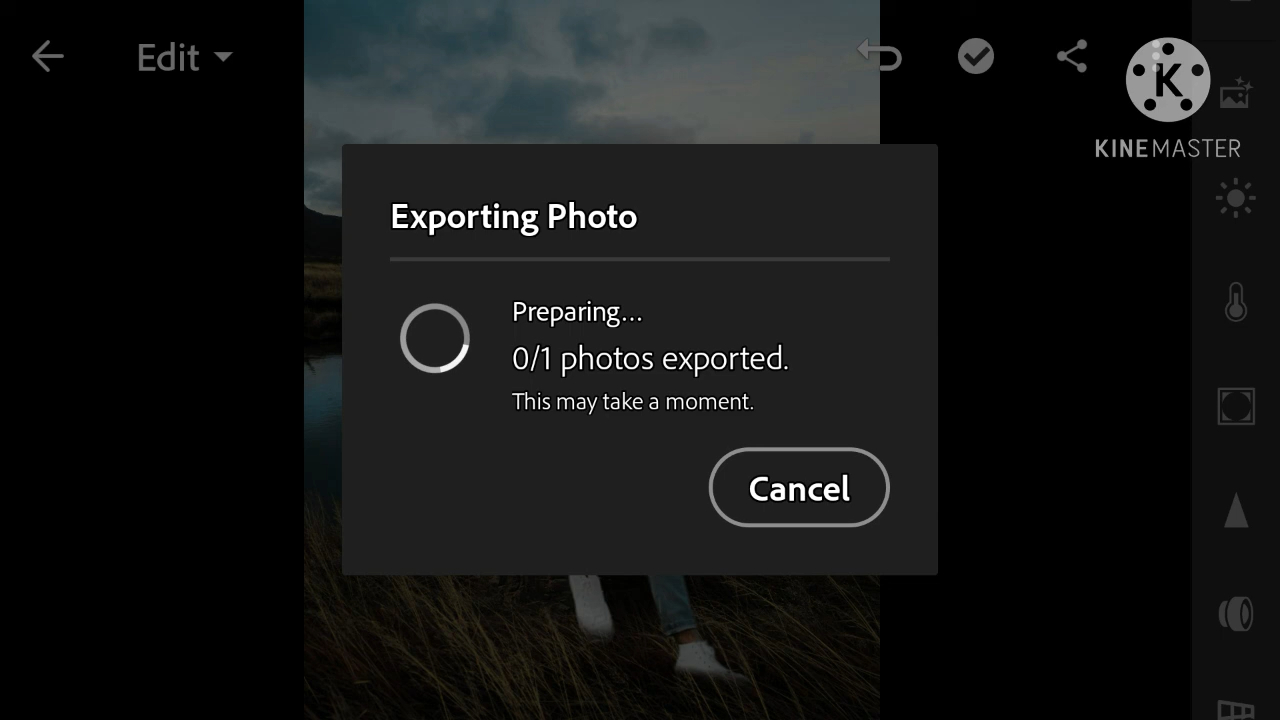 Edit
K
KINEMASTER
Exporting Photo
Preparing...
0/1 photos exported.
This may take a moment.
Cancel